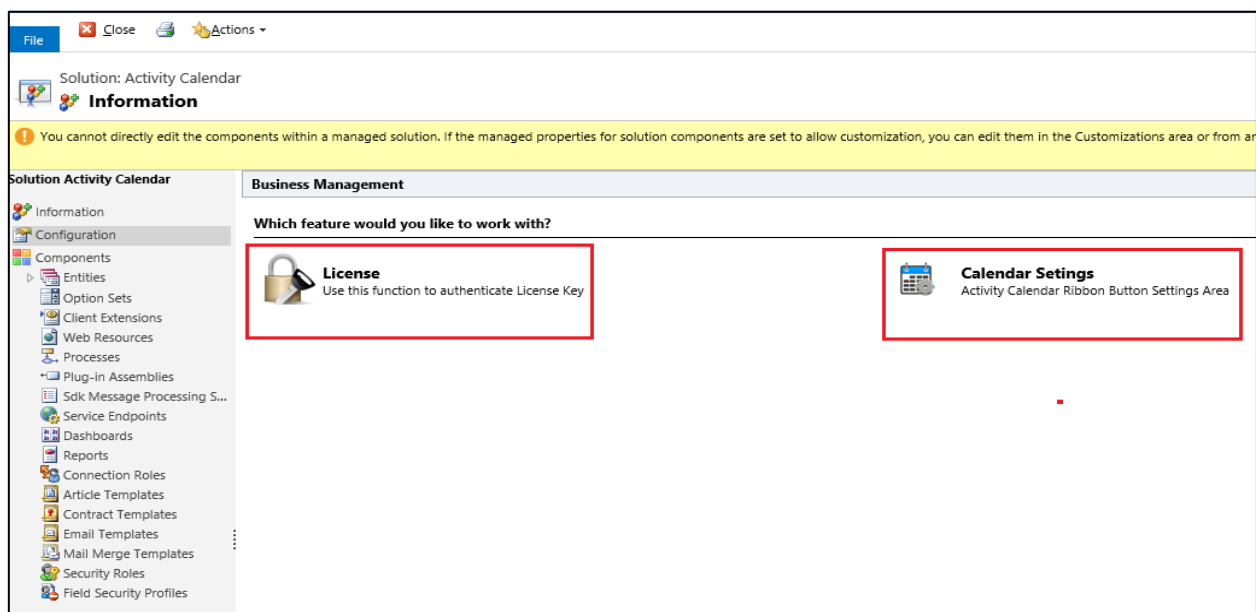 File
Close
Actions
Solution: Activity Calendar
Information
You cannot directly edit the components within a managed solution. If the managed properties for solution components are set to allow customization, you can edit them in the Customizations area or from
Solution Activity Calendar
Information
Configuration
Components
Entities
Option Sets
Client Extensions
Web Resources
Processes
Plug-in Assemblies
Sdk Message Processing S...
Service Endpoints
Dashboards
Reports
Connection Roles
Article Templates
Contract Templates
Email Templates
Mail Merge Templates
Security Roles
Field Security Profiles
Business Management
Which feature would you like to work with?
License
Use this function to authenticate License Key
Calendar Setings
Activity Calendar Ribbon Button Settings Area